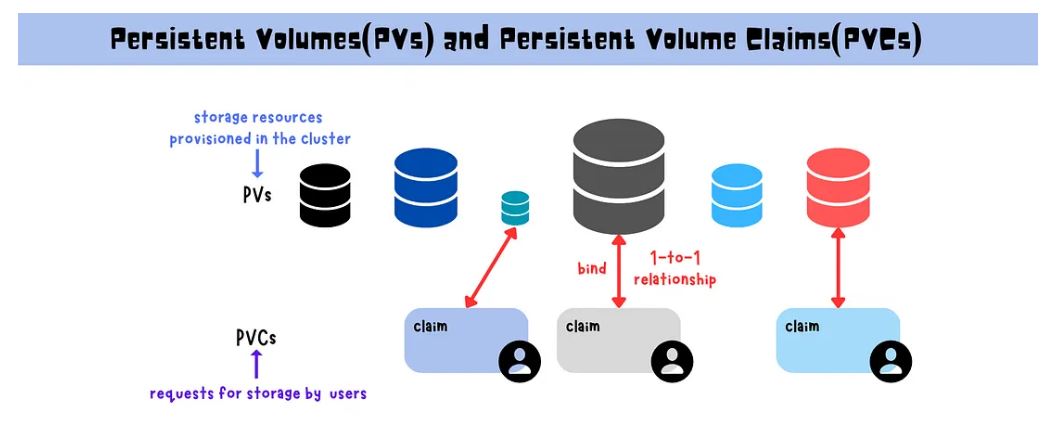 Persistent Volumes(PVs) and Persistent Volume Claims(PVCs)
storage resources
provisioned in the cluster
PVs
bind
1-to-1
relationship
claim
claim
claim
PVCs
requests for storage by users